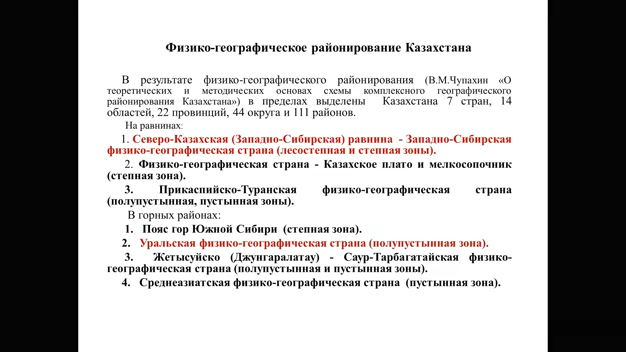 Физико-географическое районирование Казахстана
В результате физико-географического районирования (В.М.Чупахин «О
теоретических и методических основах схемы комплексного географического
районирования Казахстана») в пределах выделены Казахстана 7 стран, 14
областей, 22 провинций, 44 округа и 111 районов.
На равнинах:
1. Северо-Казахская (Западно-Сибирская) равнина - Западно-Сибирская
физико-географическая страна (лесостепная и степная зоны).
2. Физико-географическая страна - Казахское плато и мелкосопочник
(степная зона).
3. Прикаспийско-Туранская физико-географическая страна
(полупустынная, пустынная зоны).
В горных районах:
1. Пояс гор Южной Сибири (степная зона).
2. Уральская физико-географическая страна (полупустынная зона).
3. Жетысуйско (Джунгаралатау) - Саур-Тарбагатайская физико-
географическая страна (полупустынная и пустынная зоны).
4. Среднеазиатская физико-географическая страна (пустынная зона).